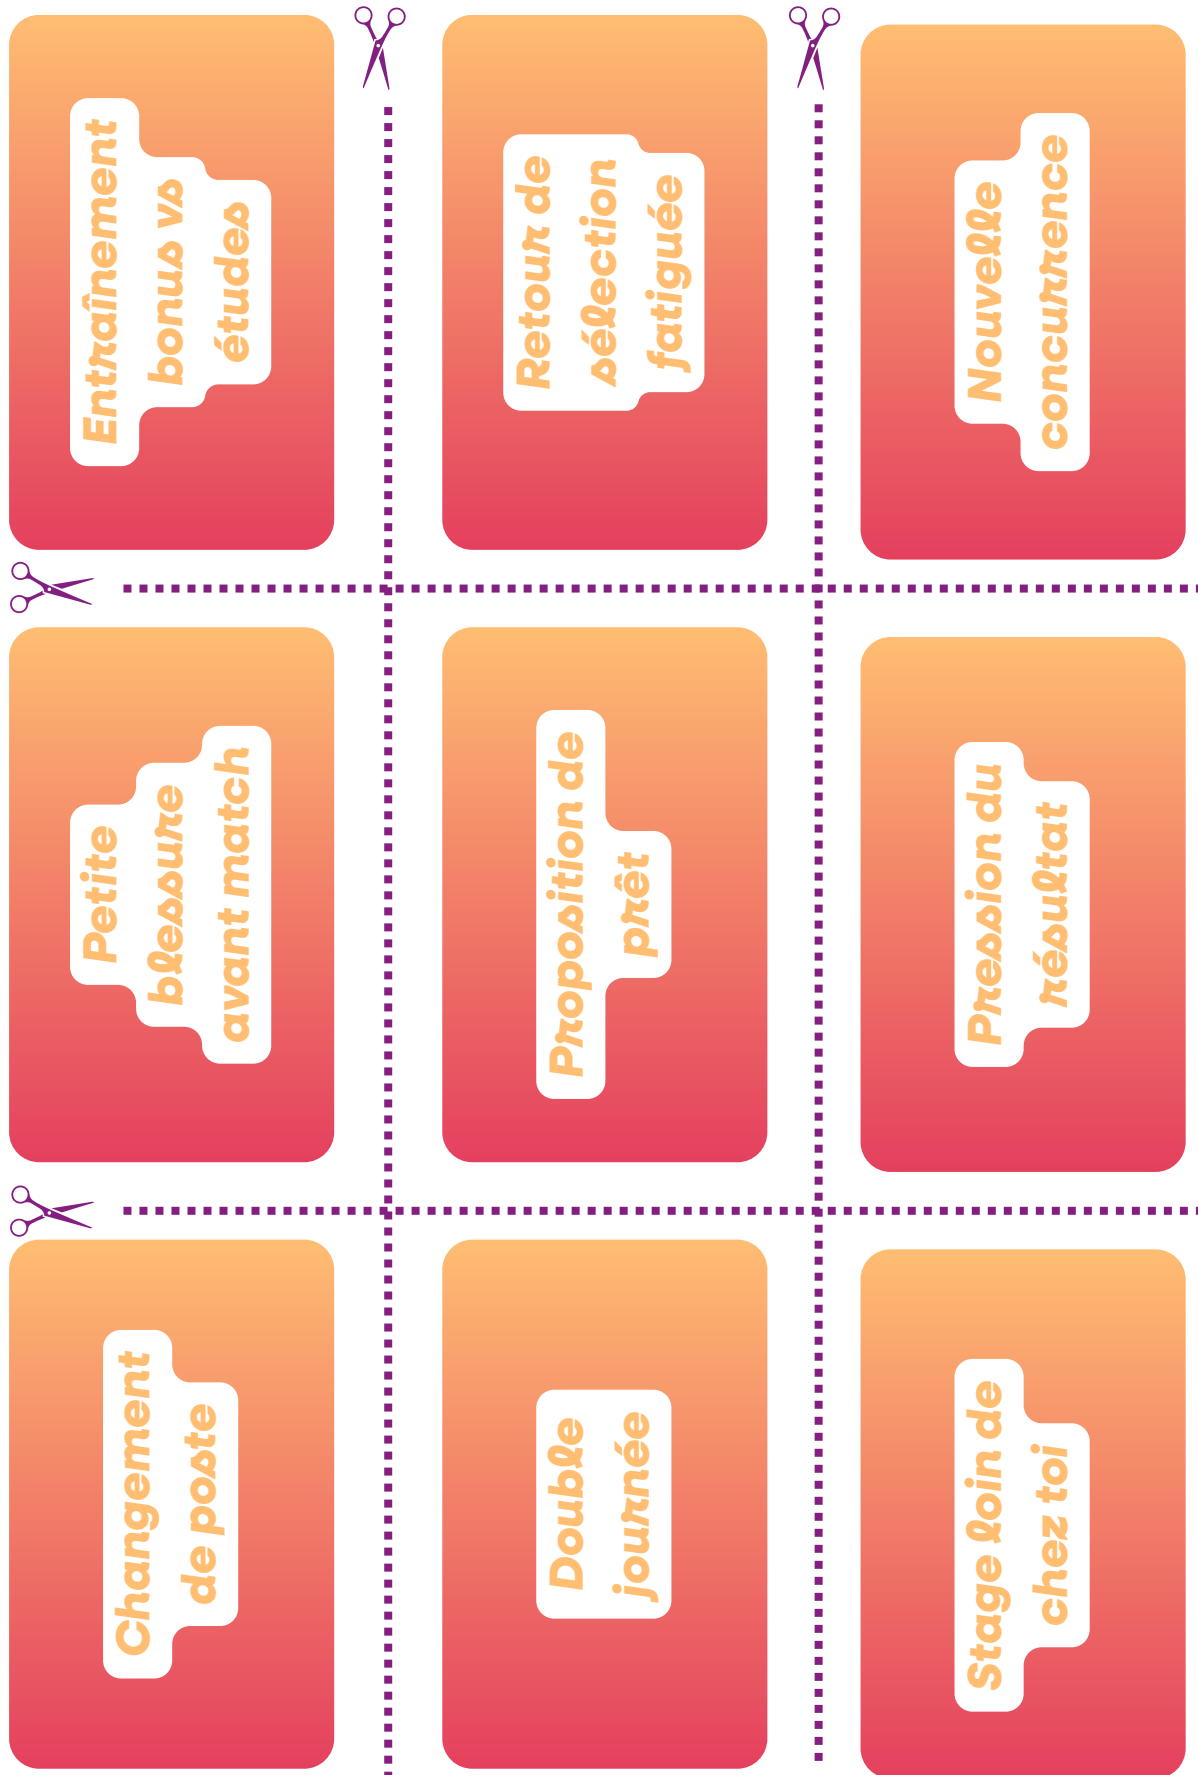 Entraînement
bonus vs
études
Retour de
sélection
fatiguée
Nouvelle
concurrence
Petite
blessure
avant match
Proposition de
prêt
Pression du
résultat
Changement
de poste
Double
journée
Stage loin de
chez toi